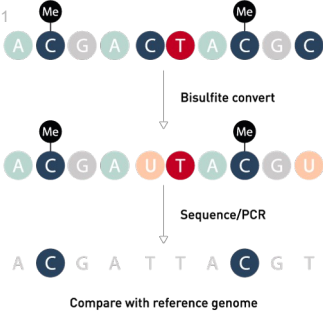 1
Me Me
A C G A C T A C G C
Bisulfite convert
Me Me
A C G A U T A C G U
Sequence/PCR
A C G A T T A C G T
Compare with reference genome